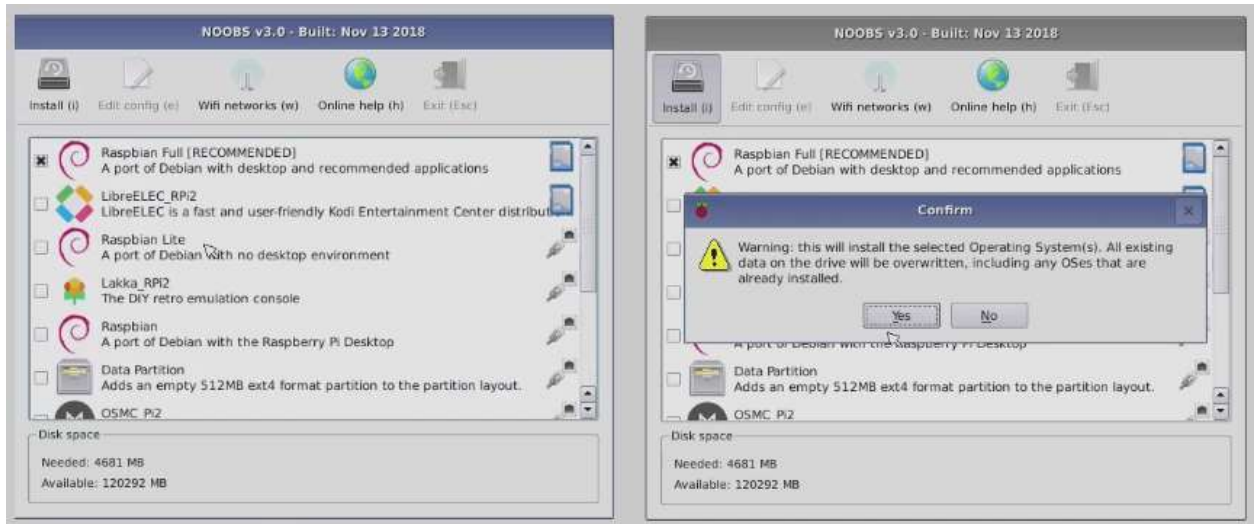 NOOBS v3.0 - Built: Nov 13 2018
Install (i) Edit config (e) Wifi networks (w) Online help (h) Exit (Esc)
Raspbian Full [RECOMMENDED]
A port of Debian with desktop and recommended applications
LibreELEC_RPi2
LibreELEC is a fast and user-friendly Kodi Entertainment Center distribut
Raspbian Lite
A port of Debian with no desktop environment
Lakka_RPi2
The DIY retro emulation console
Raspbian
A port of Debian with the Raspberry Pi Desktop
Data Partition
Adds an empty 512MB ext4 format partition to the partition layout.
OSMC Pi2
Disk space
Needed: 4681 MB
Available: 120292 MB
NOOBS v3.0 - Built: Nov 13 2018
Install (i) Edit config (e) Wifi networks (w) Online help (h) Exit (Esc)
Raspbian Full [RECOMMENDED]
A port of Debian with desktop and recommended applications
Confirm
Warning: this will install the selected Operating System(s). All existing
data on the drive will be overwritten, including any OSes that are
already installed.
Yes No
A port of Debian with the Raspberry Pi Desktop
Data Partition
Adds an empty 512MB ext4 format partition to the partition layout.
OSMC Pi2
Disk space
Needed: 4681 MB
Available: 120292 MB